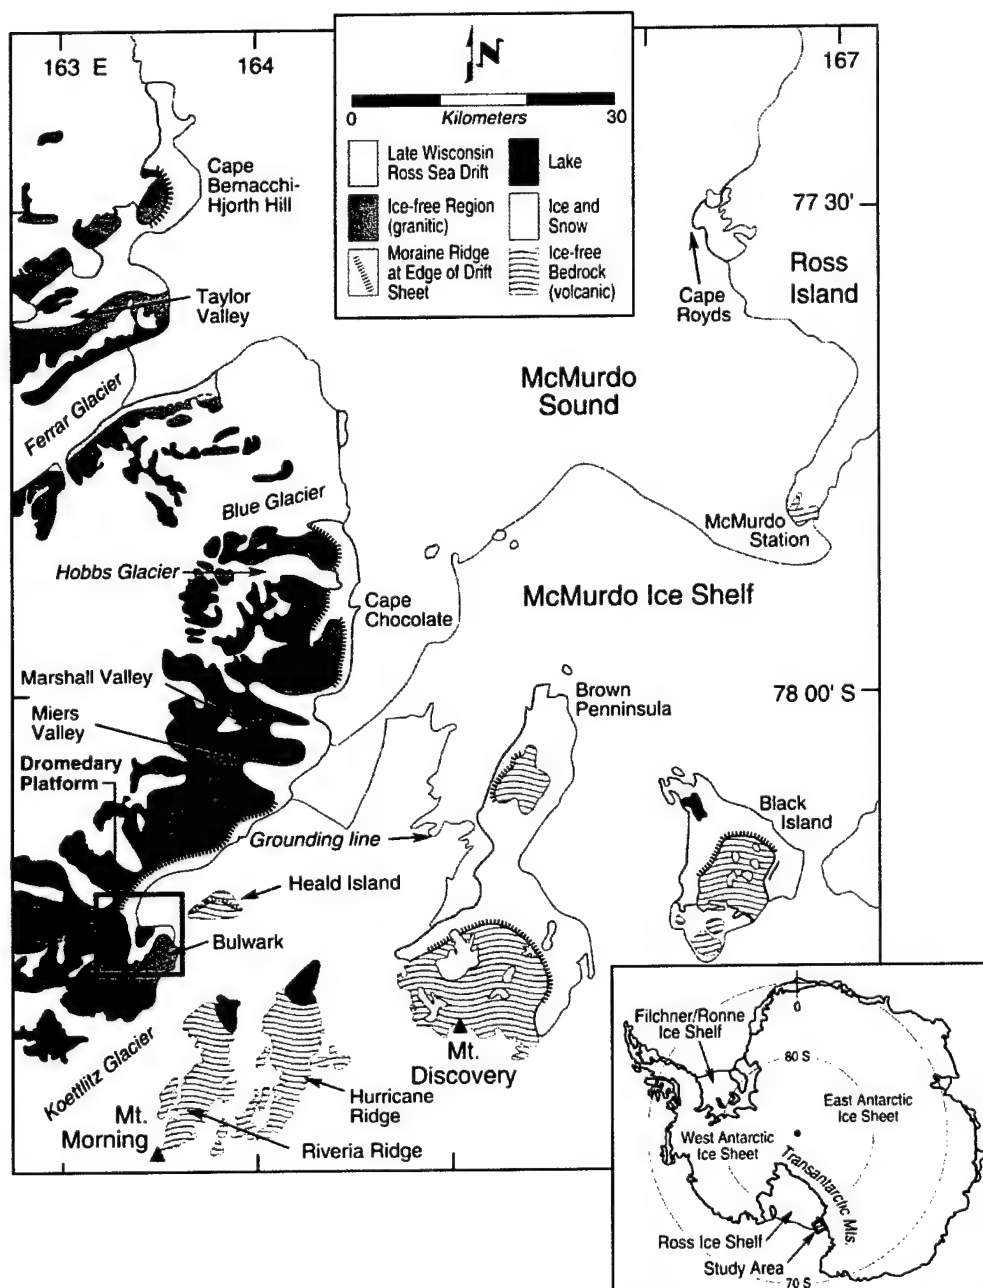 163 E
164
167
N
0
Kilometers
30
Late Wisconsin
Ross Sea Drift
Lake
Ice-free Region
(granitic)
Ice and
Snow
Moraine Ridge
at Edge of Drift
Sheet
Ice-free
Bedrock
(volcanic)
Cape
Bernacchi-
Hjorth Hill
77 30'
Ross
Island
Cape
Royds
Taylor
Valley
McMurdo
Sound
Ferrar Glacier
Blue Glacier
McMurdo
Station
Hobbs Glacier
Cape
Chocolate
McMurdo Ice Shelf
Marshall Valley
Brown
Penninsula
78 00' S
Miers
Valley
Dromedary
Platform
Black
Island
Grounding line
Heald Island
Bulwark
Koettlitz Glacier
Mt.
Discovery
Hurricane
Ridge
Mt.
Morning
Riveria Ridge
Filchner/Ronne
Ice Shelf
0
80 S
East Antarctic
Ice Sheet
West Antarctic
Ice Sheet
Transantarctic Mts.
Ross Ice Shelf
Study Area
70 S